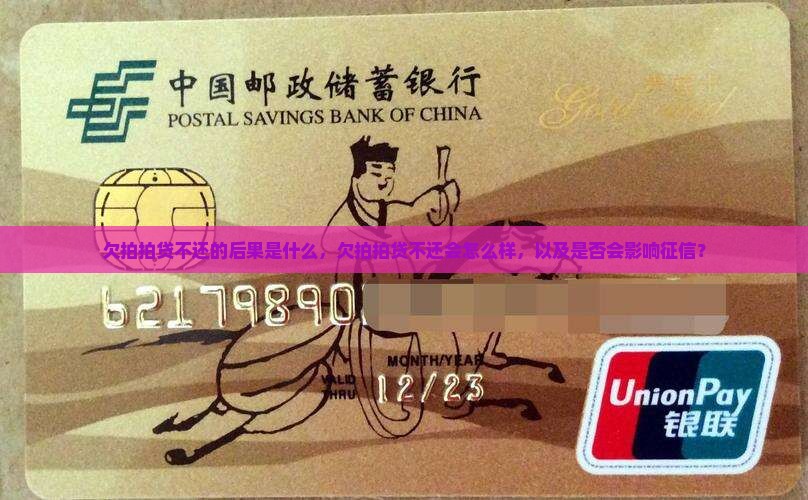 中国邮政储蓄银行
POSTAL SAVINGS BANK OF CHINA
欠拍拍贷不还的后果是什么，欠拍拍贷不还会怎么样，以及是否会影响征信？
62179890
MONTH/YEAR
VALID
THRU
12/23
UnionPay
银联